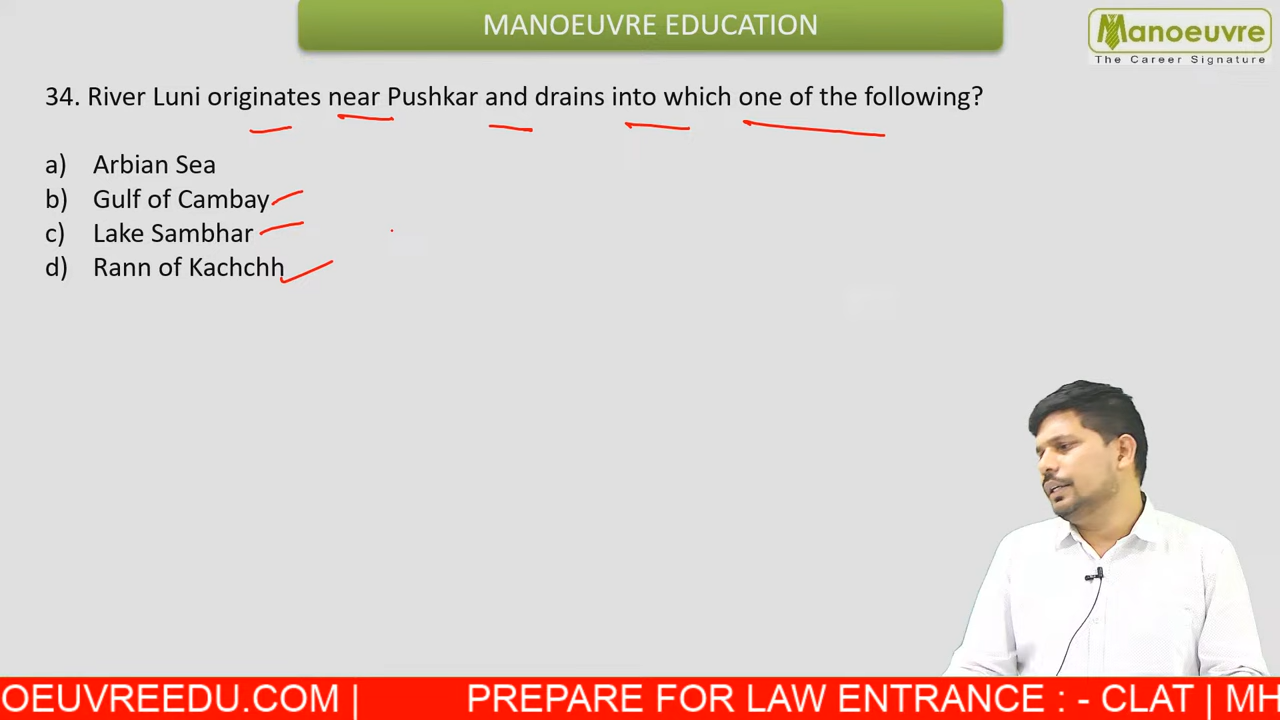 MANOEUVRE EDUCATION
Manoeuvre
The Career Signature
34. River Luni originates near Pushkar and drains into which one of the following?
a) Arbian Sea
b) Gulf of Cambay
c) Lake Sambhar
d) Rann of Kachchh
OEUVREEDU.COM | PREPARE FOR LAW ENTRANCE : - CLAT | MH